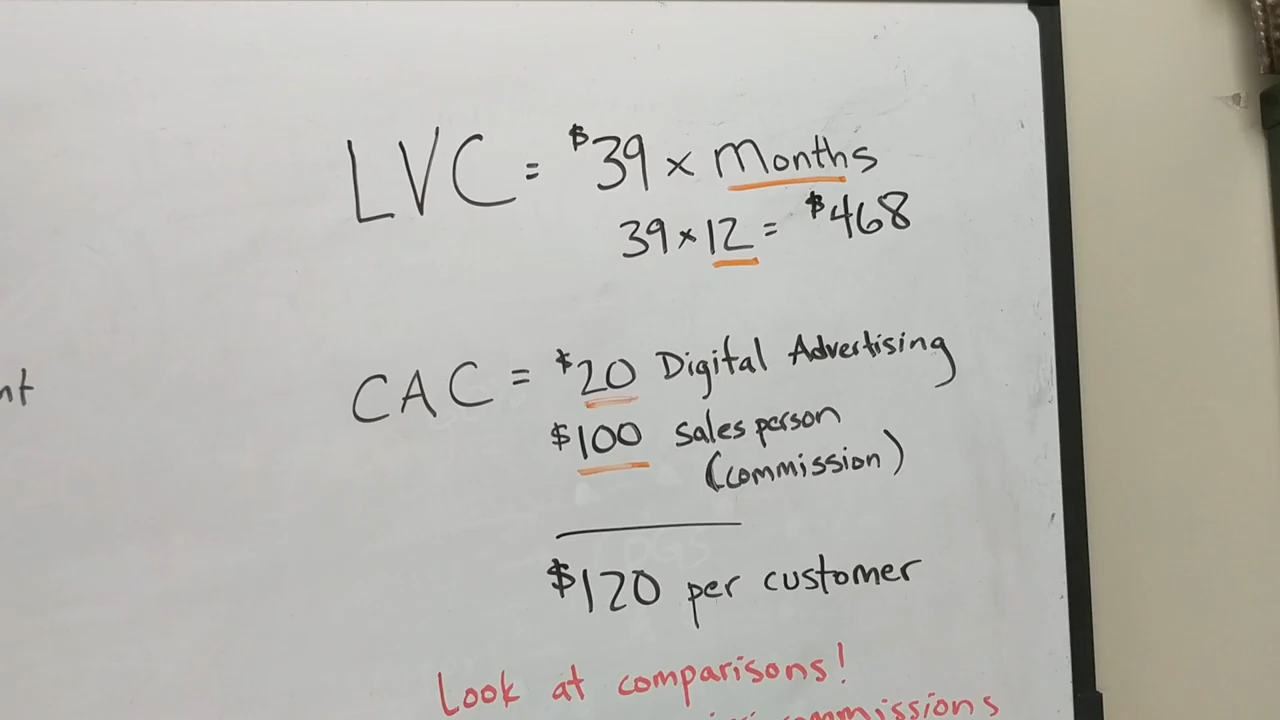 LVC = $39 x Months
39 x 12 = $468
nt
CAC = $20 Digital Advertising
$100 sales person
(commission)
$120 per customer
Look at comparisons!
commissions